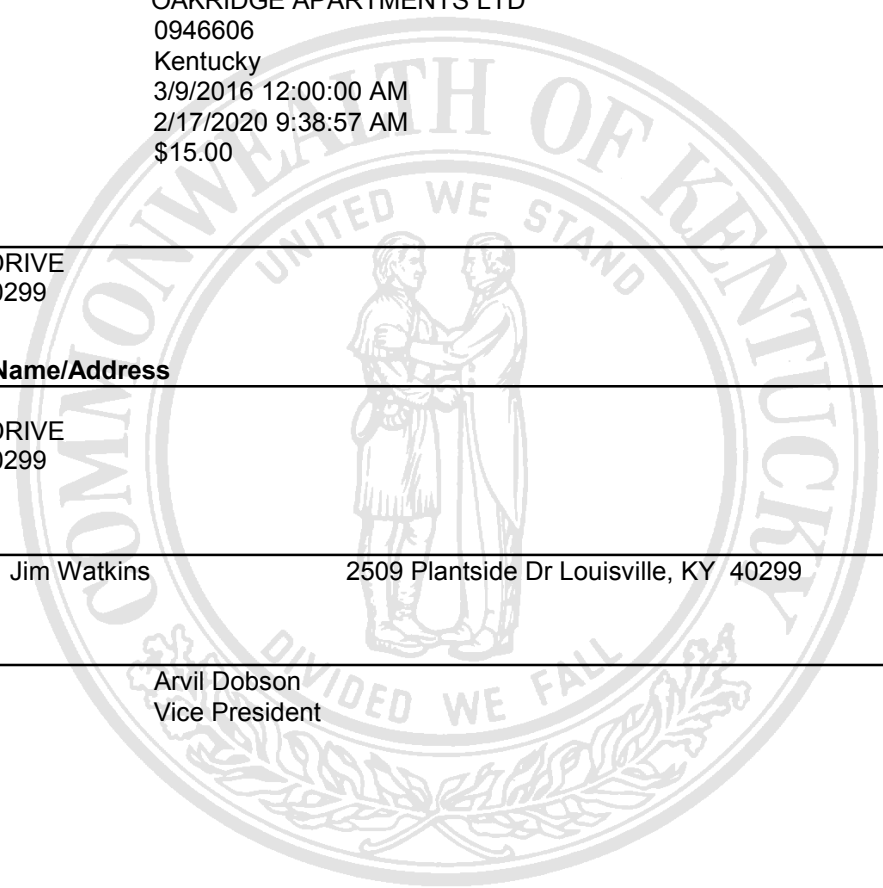 OAKRIDGE APARTMENTS LTD
0946606
Kentucky
3/9/2016 12:00:00 AM
2/17/2020 9:38:57 AM
$15.00
COMMONWEALTH OF KENTUCKY
UNITED WE STAND
DRIVE
0299
Name/Address
DRIVE
0299
Jim Watkins 2509 Plantside Dr Louisville, KY 40299
DIVIDED WE FALL
Arvil Dobson
Vice President